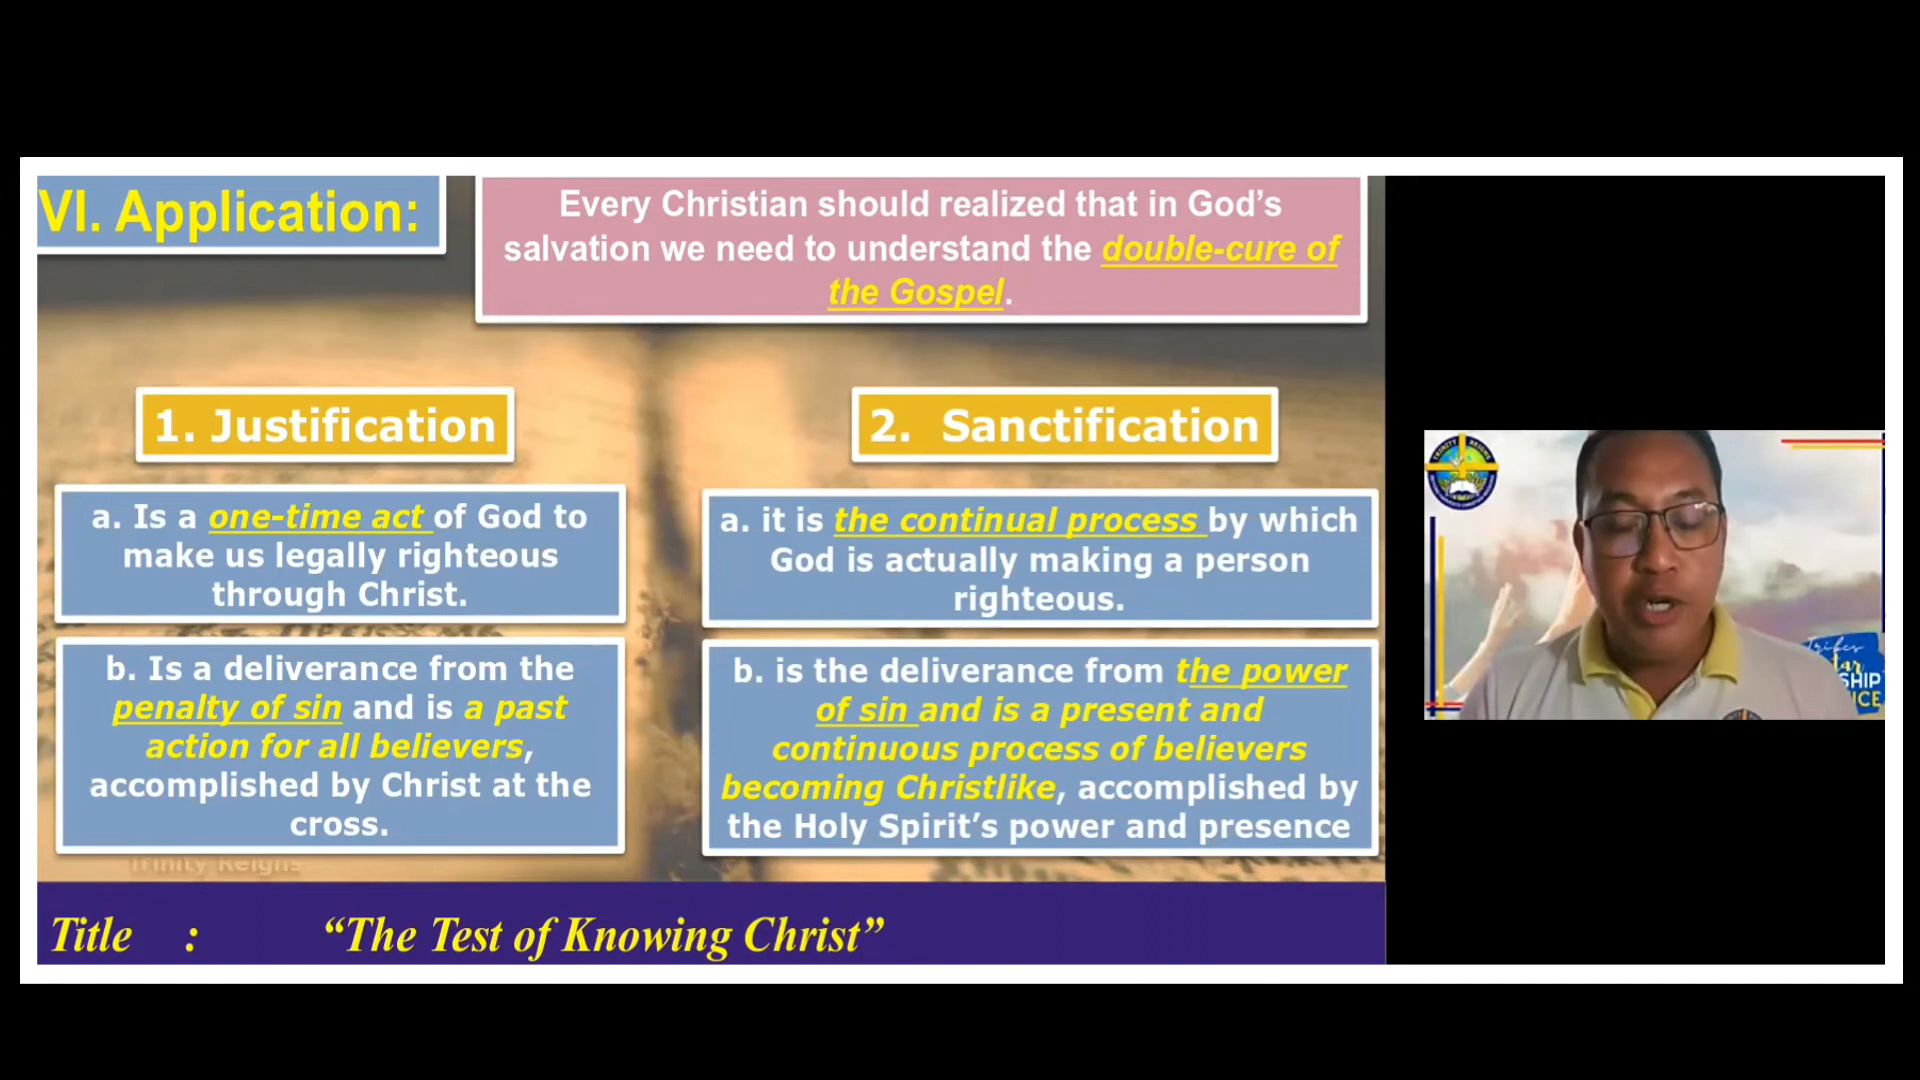 VI. Application:
Every Christian should realized that in God’s
salvation we need to understand the double-cure of
the Gospel.
1. Justification
a. Is a one-time act of God to
make us legally righteous
through Christ.
b. Is a deliverance from the
penalty of sin and is a past
action for all believers,
accomplished by Christ at the
cross.
2. Sanctification
a. it is the continual process by which
God is actually making a person
righteous.
b. is the deliverance from the power
of sin and is a present and
continuous process of believers
becoming Christlike, accomplished by
the Holy Spirit’s power and presence
Trinity Reigns
Title : “The Test of Knowing Christ”
TRINITY REIGNS
Tribes